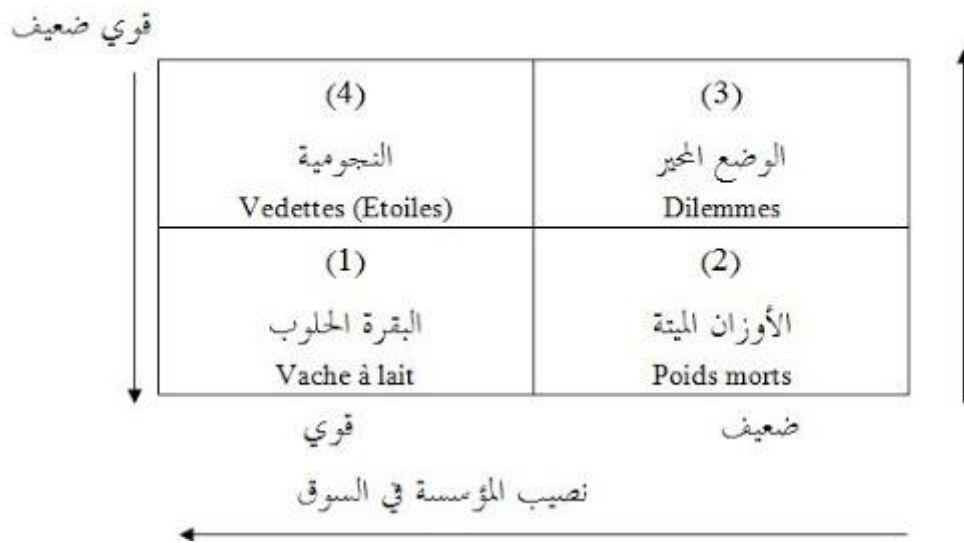 قوي ضعيف
(4)
النجومية
Vedettes (Etoiles)
(3)
الوضع المحير
Dilemmes
(1)
البقرة الحلوب
Vache à lait
(2)
الأوزان الميتة
Poids morts
قوي
ضعيف
نصيب المؤسسة في السوق